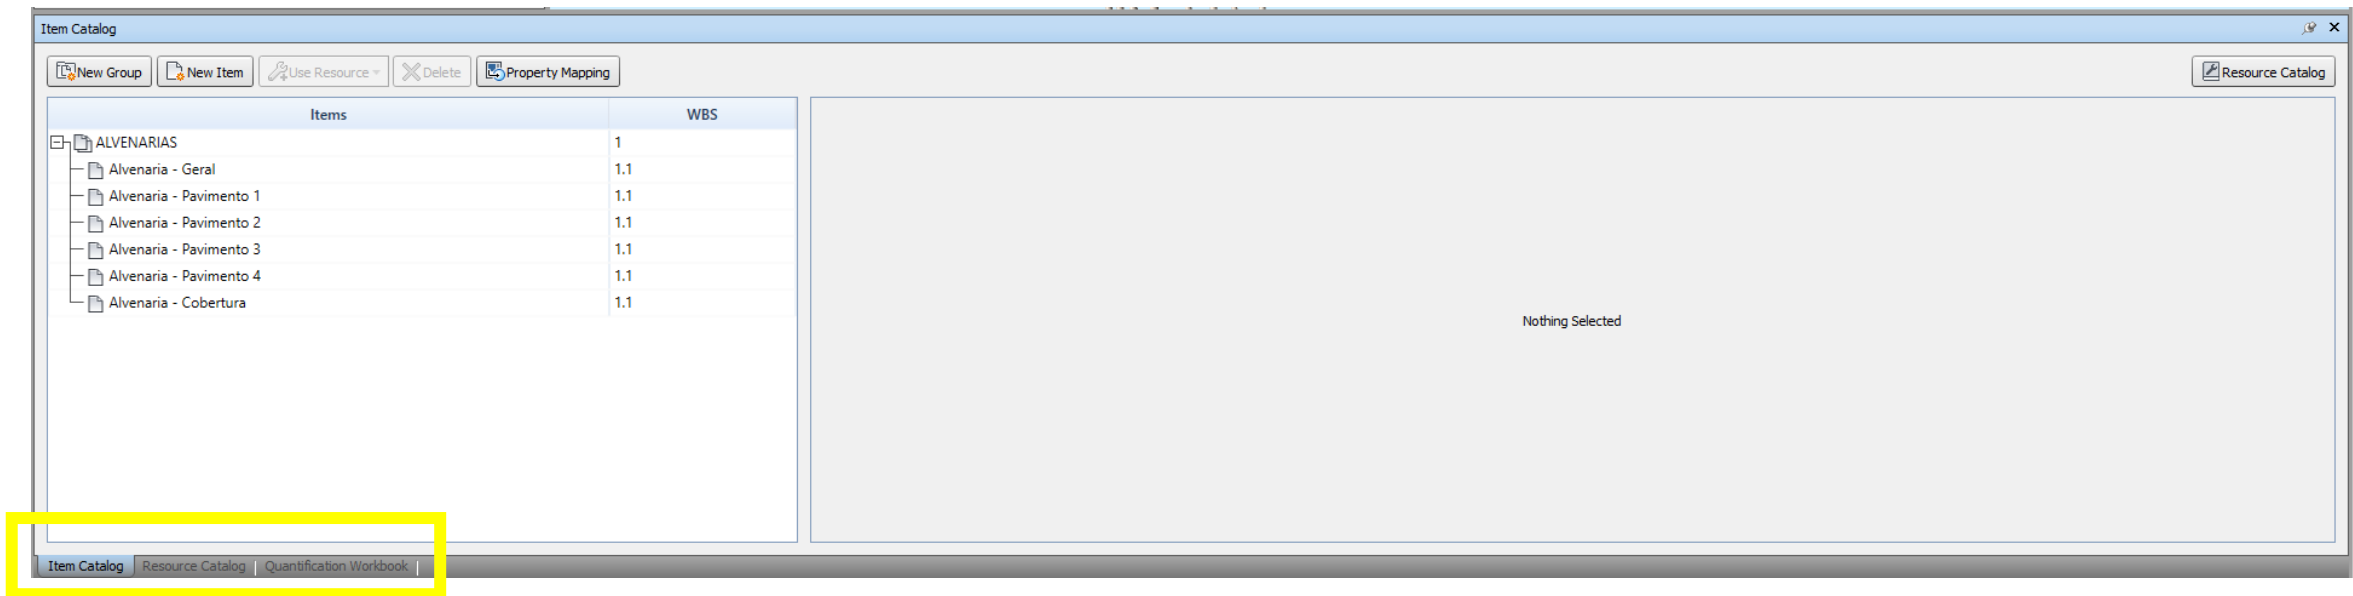 Item Catalog
New Group New Item Use Resource Delete Property Mapping Resource Catalog
Items WBS
ALVENARIAS 1
Alvenaria - Geral 1.1
Alvenaria - Pavimento 1 1.1
Alvenaria - Pavimento 2 1.1
Alvenaria - Pavimento 3 1.1
Alvenaria - Pavimento 4 1.1
Alvenaria - Cobertura 1.1
Nothing Selected
Item Catalog Resource Catalog Quantification Workbook